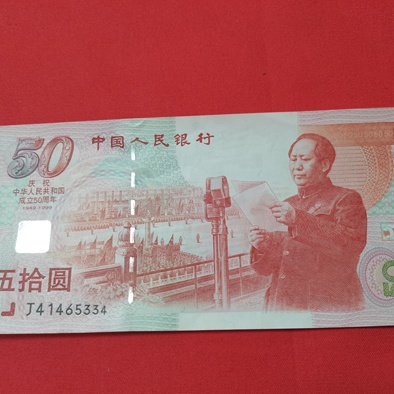 50
中国人民银行
庆祝
中华人民共和国
成立50周年
1949-1999
五拾圆
J41465334